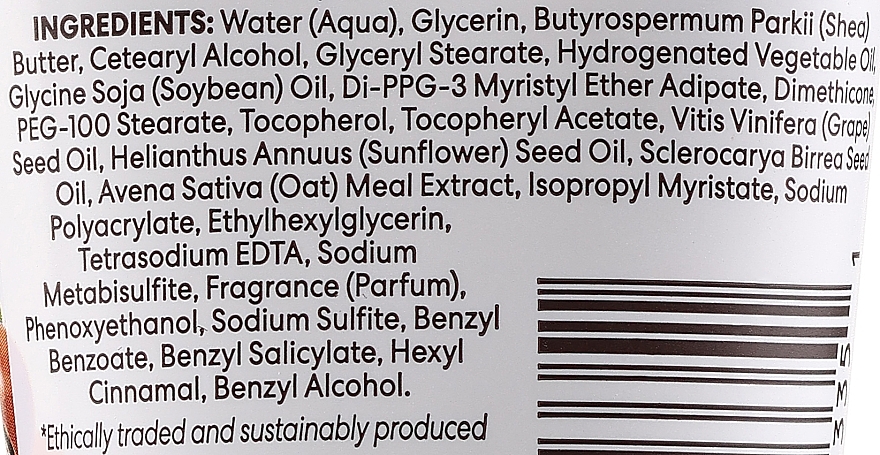 INGREDIENTS: Water (Aqua), Glycerin, Butyrospermum Parkii (Shea)
Butter, Cetearyl Alcohol, Glyceryl Stearate, Hydrogenated Vegetable Oil,
Glycine Soja (Soybean) Oil, Di-PPG-3 Myristyl Ether Adipate, Dimethicone,
PEG-100 Stearate, Tocopherol, Tocopheryl Acetate, Vitis Vinifera (Grape)
Seed Oil, Helianthus Annuus (Sunflower) Seed Oil, Sclerocarya Birrea Seed
Oil, Avena Sativa (Oat) Meal Extract, Isopropyl Myristate, Sodium
Polyacrylate, Ethylhexylglycerin,
Tetrasodium EDTA, Sodium
Metabisulfite, Fragrance (Parfum),
Phenoxyethanol, Sodium Sulfite, Benzyl
Benzoate, Benzyl Salicylate, Hexyl
Cinnamal, Benzyl Alcohol.
*Ethically traded and sustainably produced